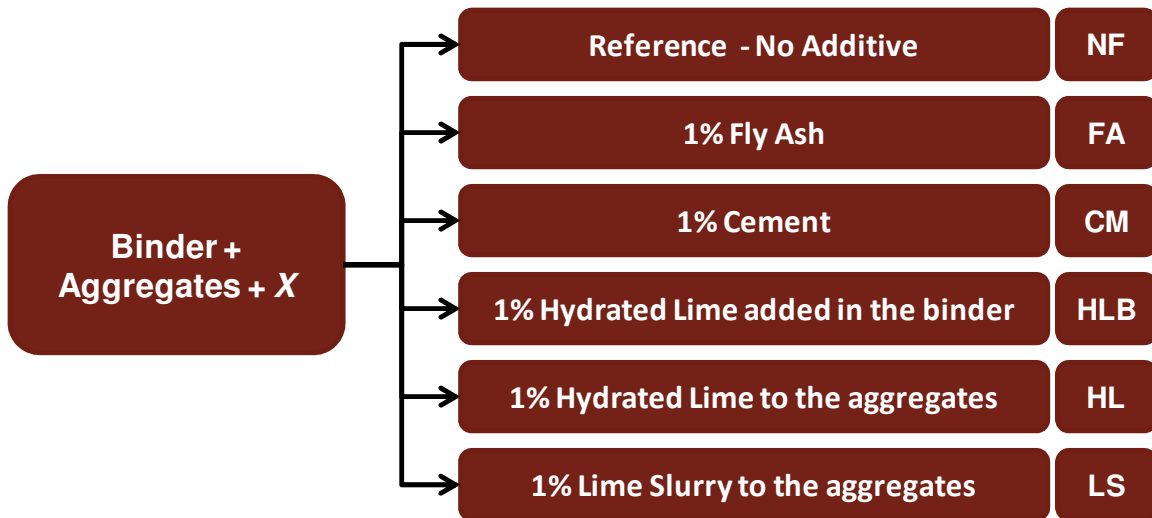 Binder +
Aggregates + X
Reference - No Additive
NF
1% Fly Ash
FA
1% Cement
CM
1% Hydrated Lime added in the binder
HLB
1% Hydrated Lime to the aggregates
HL
1% Lime Slurry to the aggregates
LS